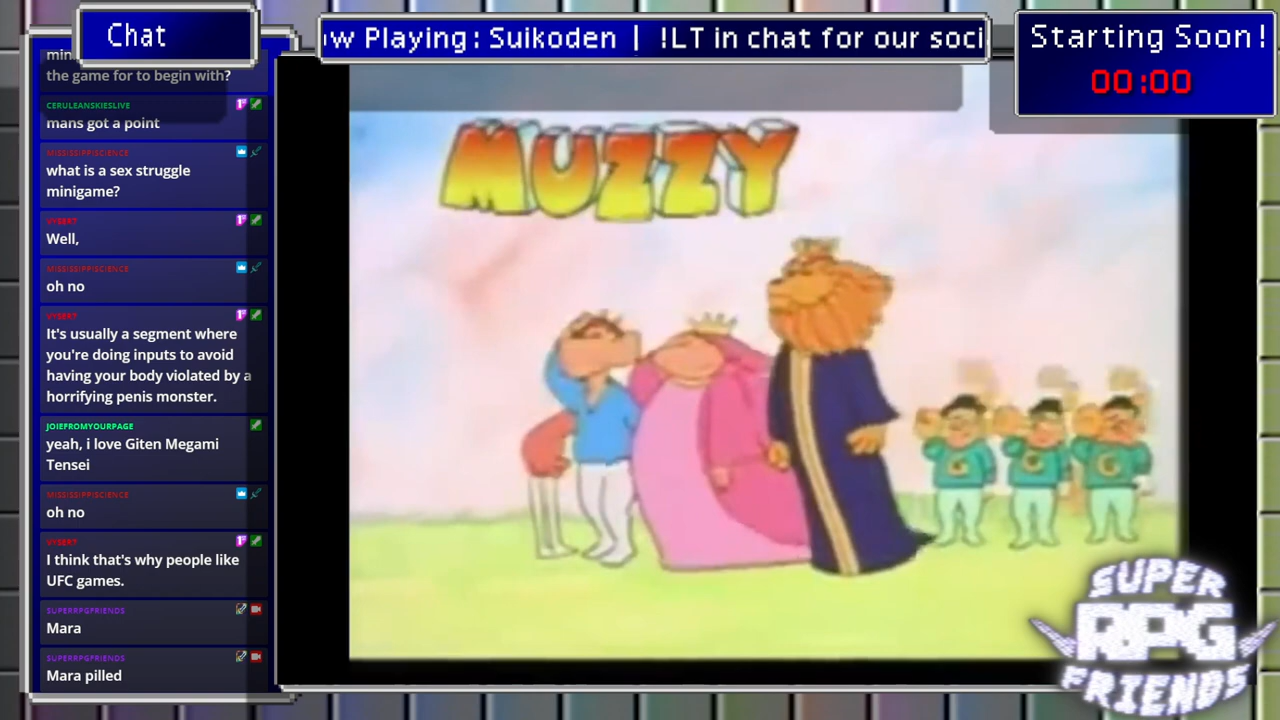 Chat
w Playing: Suikoden | !LT in chat for our soci
Starting Soon!
00:00
the game for to begin with?
CERULEANSKIESLIVE
mans got a point
MISSISSIPPISCIENCE
what is a sex struggle
minigame?
VYSER7
Well,
MISSISSIPPISCIENCE
oh no
VYSER7
It's usually a segment where
you're doing inputs to avoid
having your body violated by a
horrifying penis monster.
JOIEFROMYOURPAGE
yeah, i love Giten Megami
Tensei
MISSISSIPPISCIENCE
oh no
VYSER7
I think that's why people like
UFC games.
SUPERRPGFRIENDS
Mara
SUPERRPGFRIENDS
Mara pilled
MUZZY
G
G
G
SUPER
RPG
FRIENDS